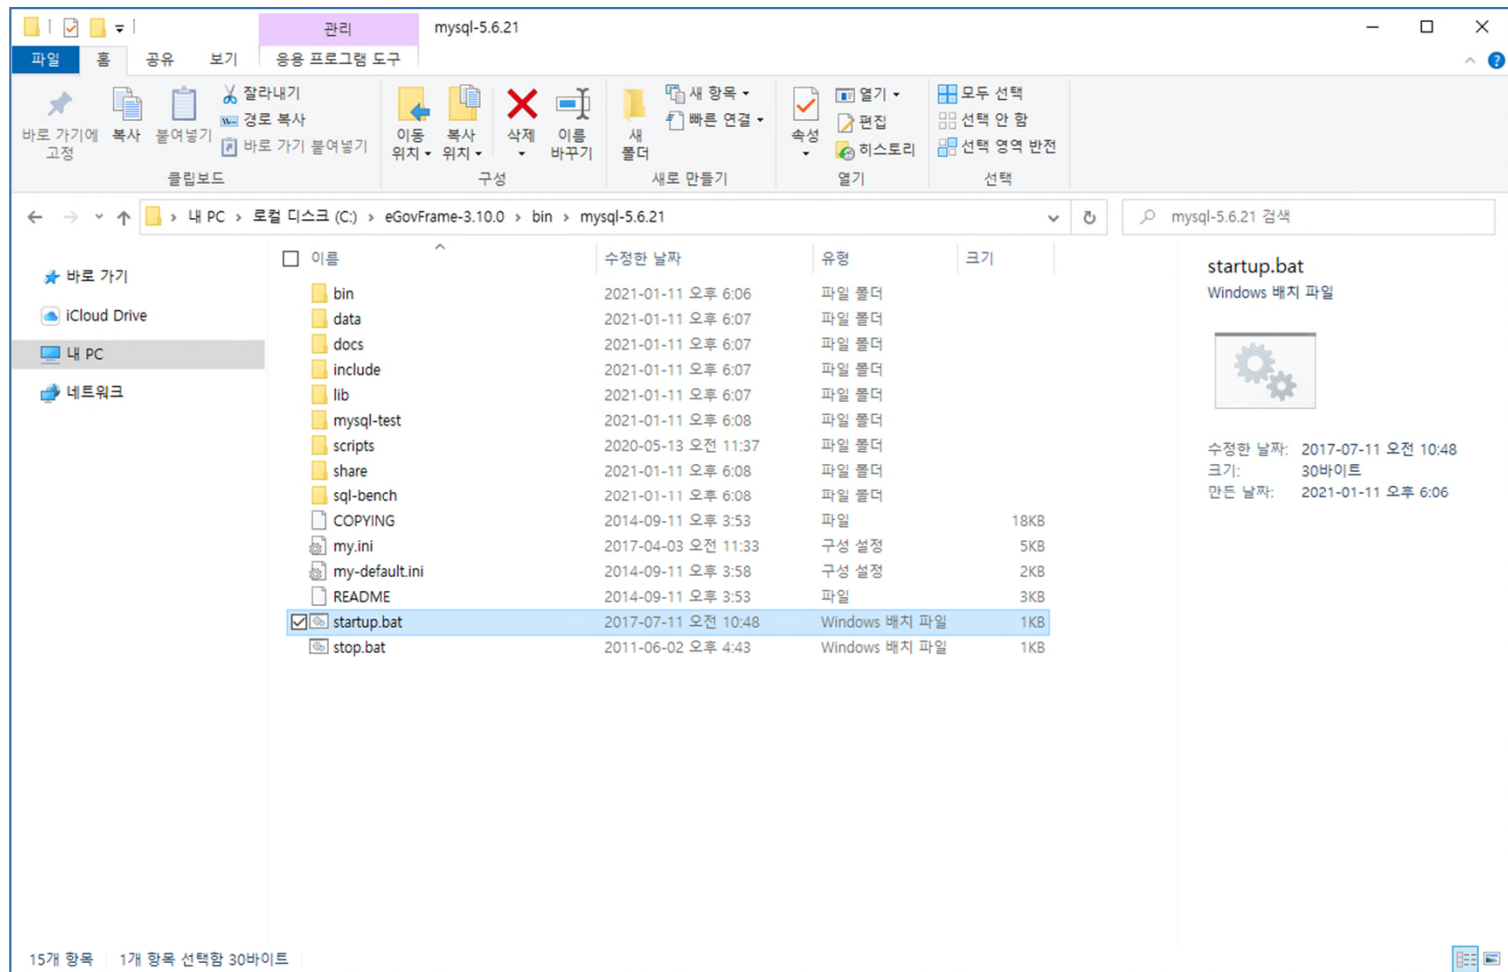 관리
mysql-5.6.21
파일
홈
공유
보기
응용 프로그램 도구
바로 가기에
고정
복사
붙여넣기
잘라내기
경로 복사
바로 가기 붙여넣기
클립보드
이동
위치
복사
위치
삭제
이름
바꾸기
구성
새
폴더
새 항목
빠른 연결
새로 만들기
속성
열기
편집
히스토리
열기
모두 선택
선택 안 함
선택 영역 반전
선택
내 PC > 로컬 디스크 (C:) > eGovFrame-3.10.0 > bin > mysql-5.6.21
mysql-5.6.21 검색
바로 가기
iCloud Drive
내 PC
네트워크
이름 수정한 날짜 유형 크기
bin 2021-01-11 오후 6:06 파일 폴더
data 2021-01-11 오후 6:07 파일 폴더
docs 2021-01-11 오후 6:07 파일 폴더
include 2021-01-11 오후 6:07 파일 폴더
lib 2021-01-11 오후 6:07 파일 폴더
mysql-test 2021-01-11 오후 6:08 파일 폴더
scripts 2020-05-13 오전 11:37 파일 폴더
share 2021-01-11 오후 6:08 파일 폴더
sql-bench 2021-01-11 오후 6:08 파일 폴더
COPYING 2014-09-11 오후 3:53 파일 18KB
my.ini 2017-04-03 오전 11:33 구성 설정 5KB
my-default.ini 2014-09-11 오후 3:58 구성 설정 2KB
README 2014-09-11 오후 3:53 파일 3KB
startup.bat 2017-07-11 오전 10:48 Windows 배치 파일 1KB
stop.bat 2011-06-02 오후 4:43 Windows 배치 파일 1KB
startup.bat
Windows 배치 파일
수정한 날짜: 2017-07-11 오전 10:48
크기: 30바이트
만든 날짜: 2021-01-11 오후 6:06
15개 항목 1개 항목 선택함 30바이트